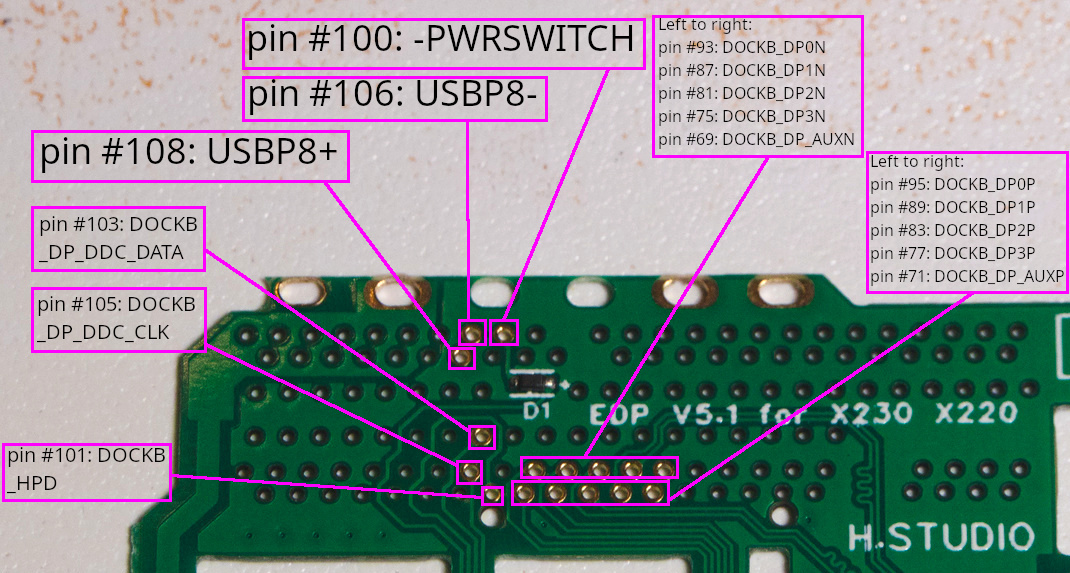 pin #100: -PWRSWITCH
pin #106: USBP8-
pin #108: USBP8+
Left to right:
pin #93: DOCKB_DP0N
pin #87: DOCKB_DP1N
pin #81: DOCKB_DP2N
pin #75: DOCKB_DP3N
pin #69: DOCKB_DP_AUXN
Left to right:
pin #95: DOCKB_DP0P
pin #89: DOCKB_DP1P
pin #83: DOCKB_DP2P
pin #77: DOCKB_DP3P
pin #71: DOCKB_DP_AUXP
pin #103: DOCKB
_DP_DDC_DATA
pin #105: DOCKB
_DP_DDC_CLK
pin #101: DOCKB
_HPD
+
D1
EDP V5.1 for X230 X220
H.STUDIO